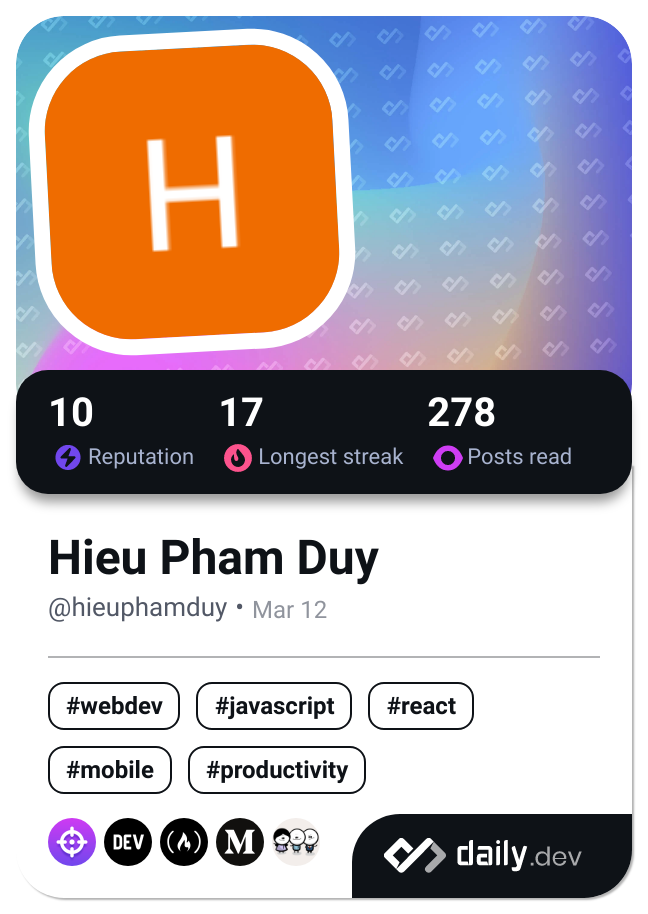 H
10 17 278
Reputation Longest streak Posts read
Hieu Pham Duy
@hieuphamduy • Mar 12
#webdev #javascript #react
#mobile #productivity
DEV M daily.dev